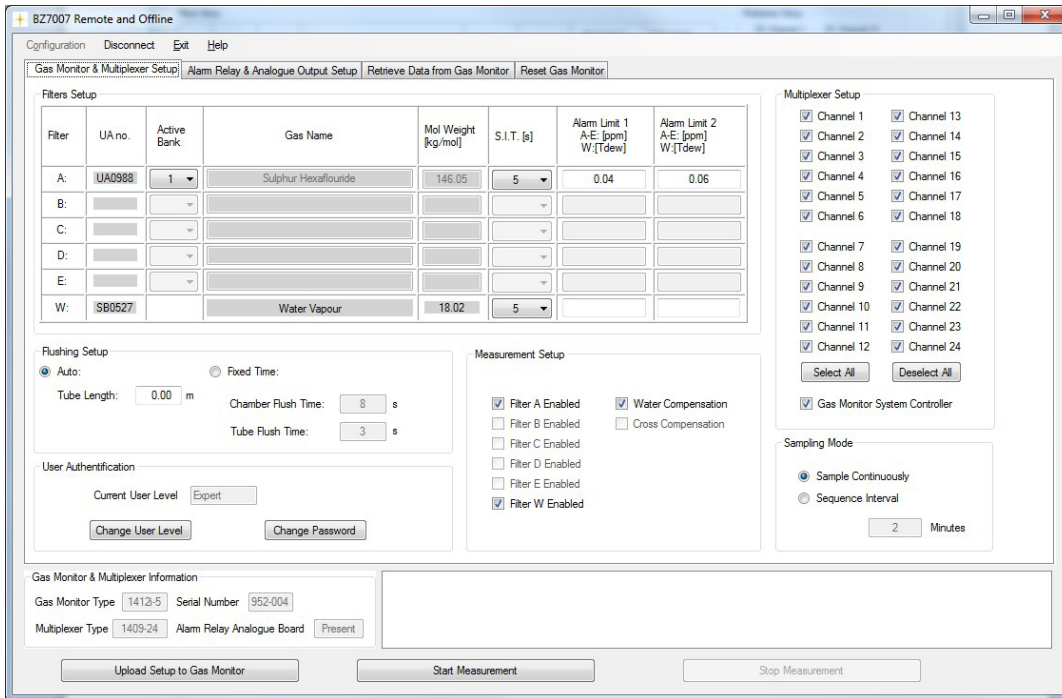 BZ7007 Remote and Offline
Configuration Disconnect Exit Help
Gas Monitor & Multiplexer Setup Alarm Relay & Analogue Output Setup Retrieve Data from Gas Monitor Reset Gas Monitor
Filters Setup
Filter UA no. Active Bank Gas Name Mol Weight [kg/mol] S.I.T. [s] Alarm Limit 1 A-E: [ppm] W:[Tdew] Alarm Limit 2 A-E: [ppm] W:[Tdew]
A: UA0988 1 Sulphur Hexaflouride 146.05 5 0.04 0.06
B:
C:
D:
E:
W: SB0527 Water Vapour 18.02 5
Multiplexer Setup
Channel 1 Channel 13
Channel 2 Channel 14
Channel 3 Channel 15
Channel 4 Channel 16
Channel 5 Channel 17
Channel 6 Channel 18
Channel 7 Channel 19
Channel 8 Channel 20
Channel 9 Channel 21
Channel 10 Channel 22
Channel 11 Channel 23
Channel 12 Channel 24
Select All Deselect All
Gas Monitor System Controller
Flushing Setup
Auto: Fixed Time:
Tube Length: 0.00 m
Chamber Flush Time: 8 s
Tube Flush Time: 3 s
User Authentication
Current User Level Expert
Change User Level Change Password
Measurement Setup
Filter A Enabled Water Compensation
Filter B Enabled Cross Compensation
Filter C Enabled
Filter D Enabled
Filter E Enabled
Filter W Enabled
Sampling Mode
Sample Continuously
Sequence Interval
2 Minutes
Gas Monitor & Multiplexer Information
Gas Monitor Type 1412i-5 Serial Number 952-004
Multiplexer Type 1409-24 Alarm Relay Analogue Board Present
Upload Setup to Gas Monitor Start Measurement Stop Measurement